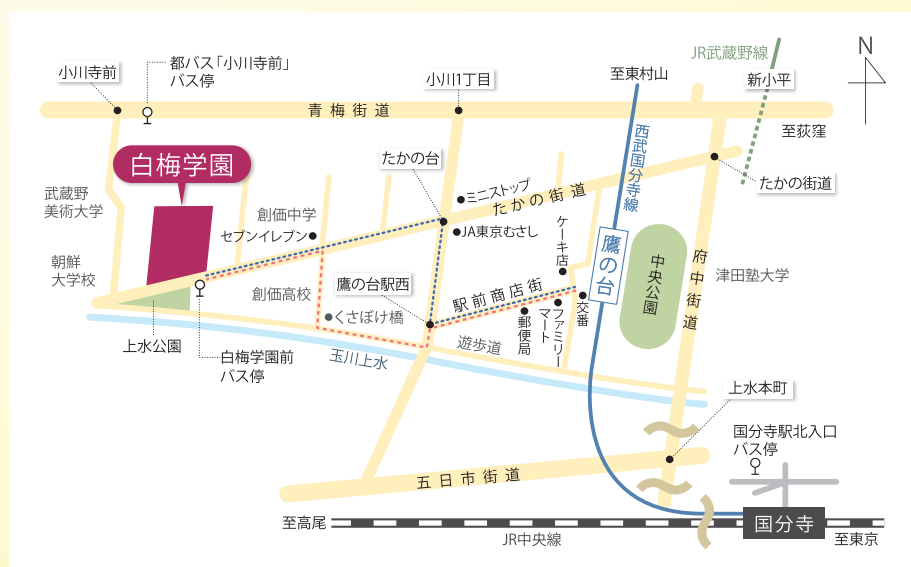 N
JR武蔵野線
都バス「小川寺前」
バス停
小川寺前
小川1丁目
至東村山
新小平
青梅街道
至荻窪
西武国分寺線
白梅学園
たかの台
ミニストップ
たかの街道
たかの街道
武蔵野
美術大学
創価中学
セブンイレブン
JA東京むさし
ケーキ店
鷹の台
中央公園
府中街道
津田塾大学
朝鮮
大学校
創価高校
鷹の台駅西
駅前商店街
交番
ファミリー
マート
郵便局
くさぼけ橋
遊歩道
上水公園
白梅学園前
バス停
玉川上水
上水本町
国分寺駅北入口
バス停
五日市街道
至高尾
JR中央線
国分寺
至東京